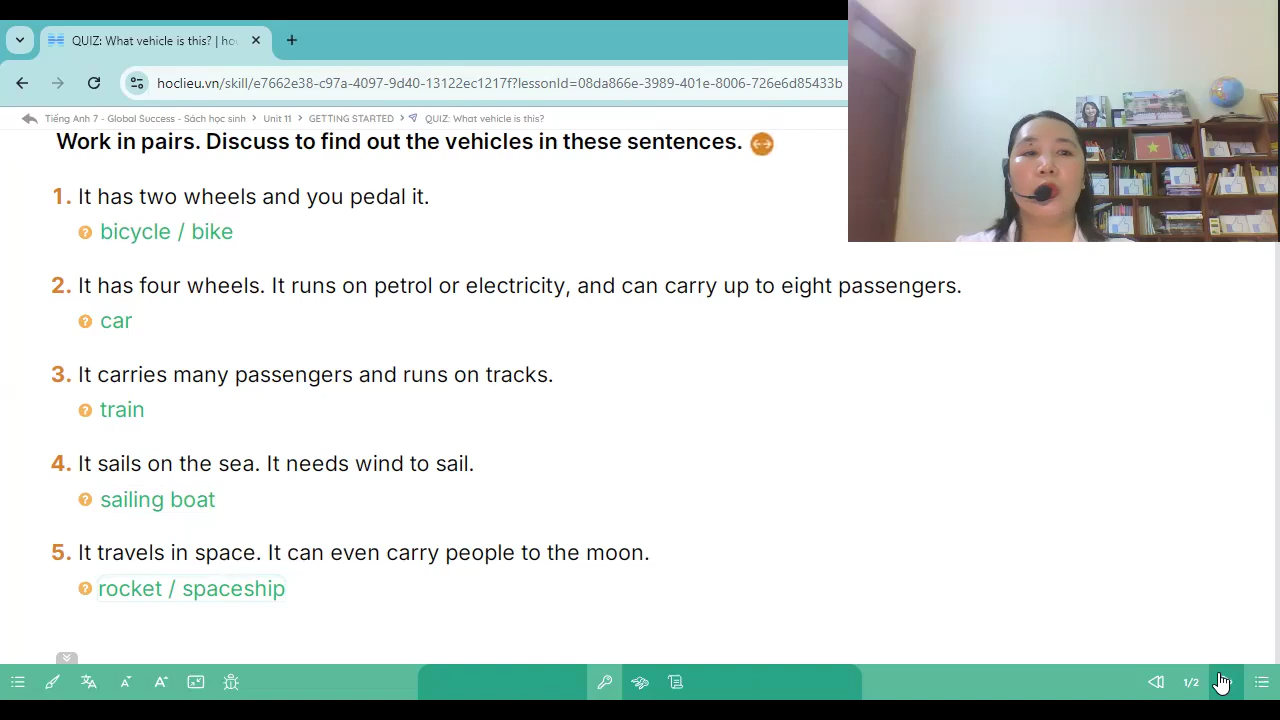 QUIZ: What vehicle is this? | ho
hoclieu.vn/skill/e7662e38-c97a-4097-9d40-13122ec1217f?lessonId=08da866e-3989-401e-8006-726e6d85433b
Tiếng Anh 7 - Global Success - Sách học sinh > Unit 11 > GETTING STARTED > QUIZ: What vehicle is this?
Work in pairs. Discuss to find out the vehicles in these sentences.
1. It has two wheels and you pedal it.
bicycle / bike
2. It has four wheels. It runs on petrol or electricity, and can carry up to eight passengers.
car
3. It carries many passengers and runs on tracks.
train
4. It sails on the sea. It needs wind to sail.
sailing boat
5. It travels in space. It can even carry people to the moon.
rocket / spaceship
1/2